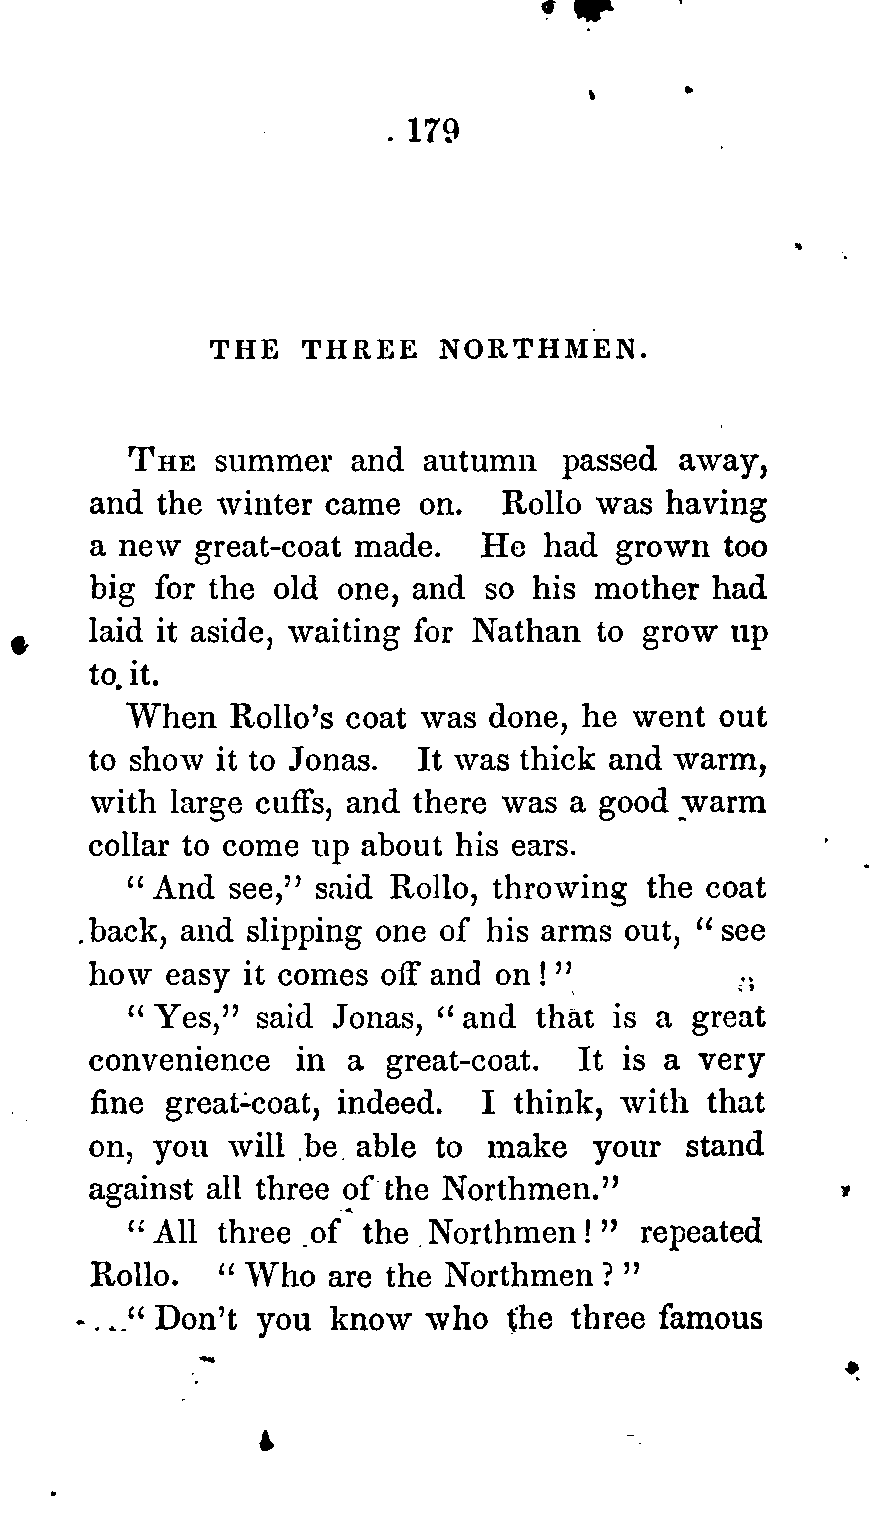 179
THE THREE NORTHMEN.
THE summer and autumn passed away,
and the winter came on. Rollo was having
a new great-coat made. He had grown too
big for the old one, and so his mother had
laid it aside, waiting for Nathan to grow up
to it.
When Rollo's coat was done, he went out
to show it to Jonas. It was thick and warm,
with large cuffs, and there was a good warm
collar to come up about his ears.
“And see,” said Rollo, throwing the coat
back, and slipping one of his arms out, “see
how easy it comes off and on!”
“Yes,” said Jonas, “and that is a great
convenience in a great-coat. It is a very
fine great-coat, indeed. I think, with that
on, you will be able to make your stand
against all three of the Northmen.”
“All three of the Northmen!” repeated
Rollo. “Who are the Northmen?”
“Don't you know who the three famous